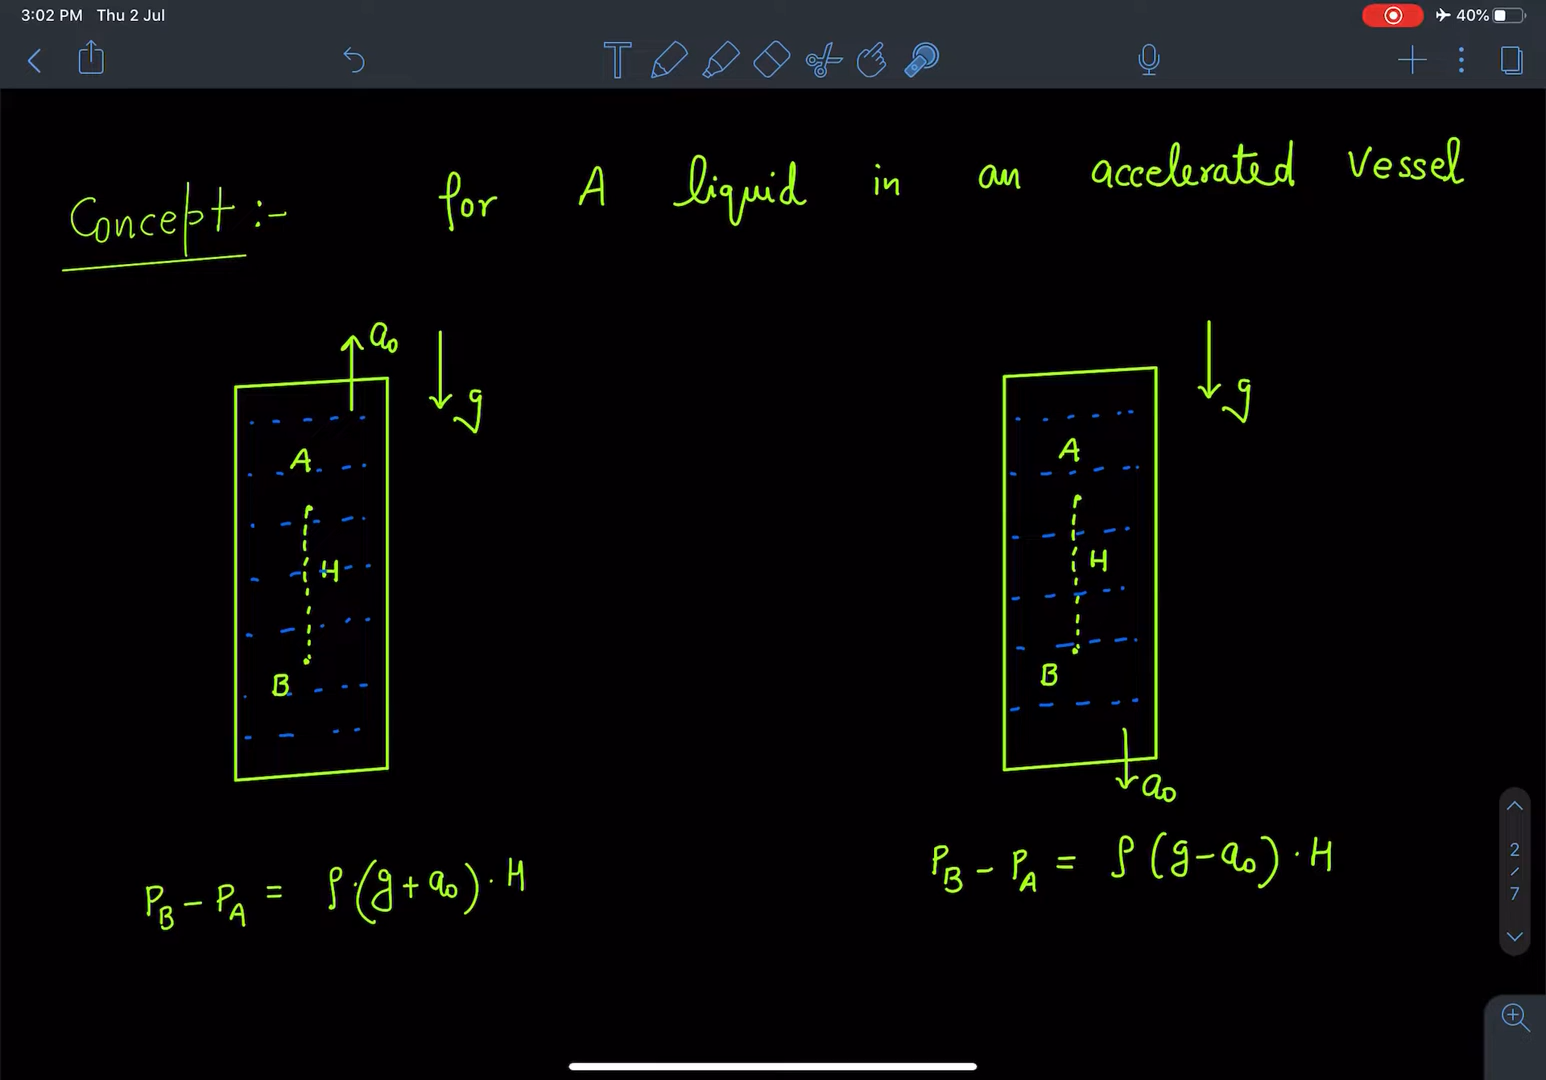 3:02 PM Thu 2 Jul
40%
T
Concept :- for A liquid in an accelerated vessel
a₀
g
A
H
B
P_B - P_A = ρ·(g + a₀)·H
g
A
H
B
a₀
P_B - P_A = ρ(g - a₀)·H
2
/
7